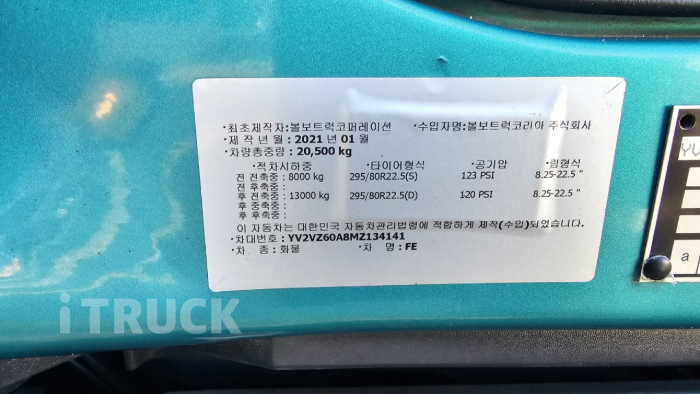 ·최초제작자:볼보트럭코퍼레이션 ·수입자명:볼보트럭코리아 주식회사
·제 작 년 월 : 2021 년 01 월
·차량총중량 : 20,500 kg
·적차시하중 ·타이어형식 ·공기압 ·림형식
전 전축중 : 8000 kg 295/80R22.5(S) 123 PSI 8.25-22.5 "
전 후축중 :
후 전축중 : 13000 kg 295/80R22.5(D) 120 PSI 8.25-22.5 "
후 중축중 :
후 후축중 :
이 자동차는 대한민국 자동차관리법령에 적합하게 제작(수입)되었습니다
·차대번호 : YV2VZ60A8MZ134141
·차 종 : 화물 ·차 명 : FE
YV
a
iTRUCK